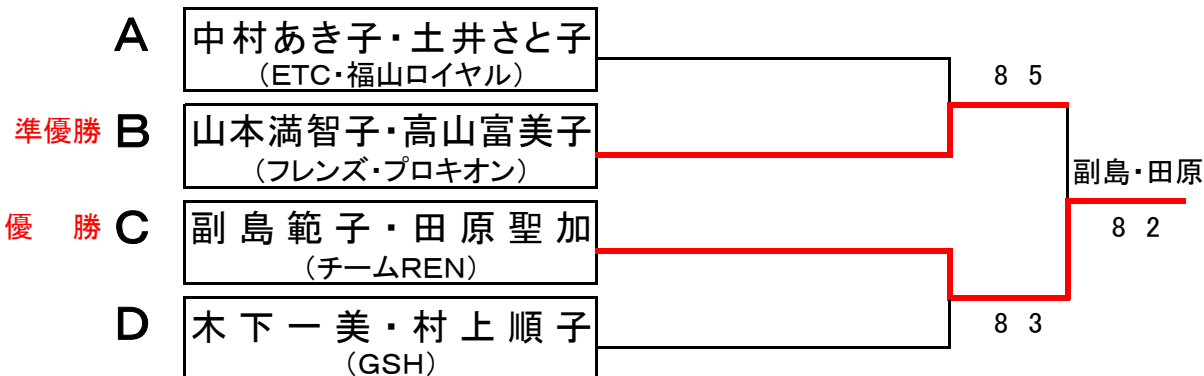 A 中村あき子・土井さと子
(ETC・福山ロイヤル)
8 5
準優勝 B 山本満智子・高山富美子
(フレンズ・プロキオン)
副島・田原
優 勝 C 副島範子・田原聖加
8 2
(チームREN)
D 木下一美・村上順子
8 3
(GSH)